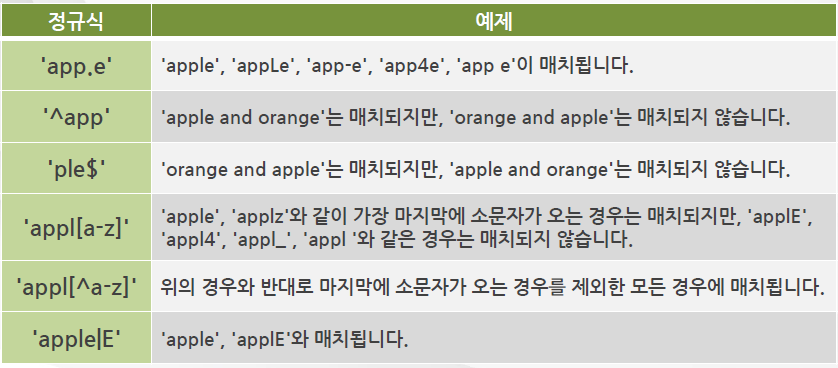 정규식 예제
'app.e' 'apple', 'appLe', 'app-e', 'app4e', 'app e'이 매치됩니다.
'^app' 'apple and orange'는 매치되지만, 'orange and apple'는 매치되지 않습니다.
'ple$' 'orange and apple'는 매치되지만, 'apple and orange'는 매치되지 않습니다.
'appl[a-z]' 'apple', 'applz'와 같이 가장 마지막에 소문자가 오는 경우는 매치되지만, 'applE',
'appl4', 'appl_', 'appl '와 같은 경우는 매치되지 않습니다.
'appl[^a-z]' 위의 경우와 반대로 마지막에 소문자가 오는 경우를 제외한 모든 경우에 매치됩니다.
'apple|E' 'apple', 'applE'와 매치됩니다.